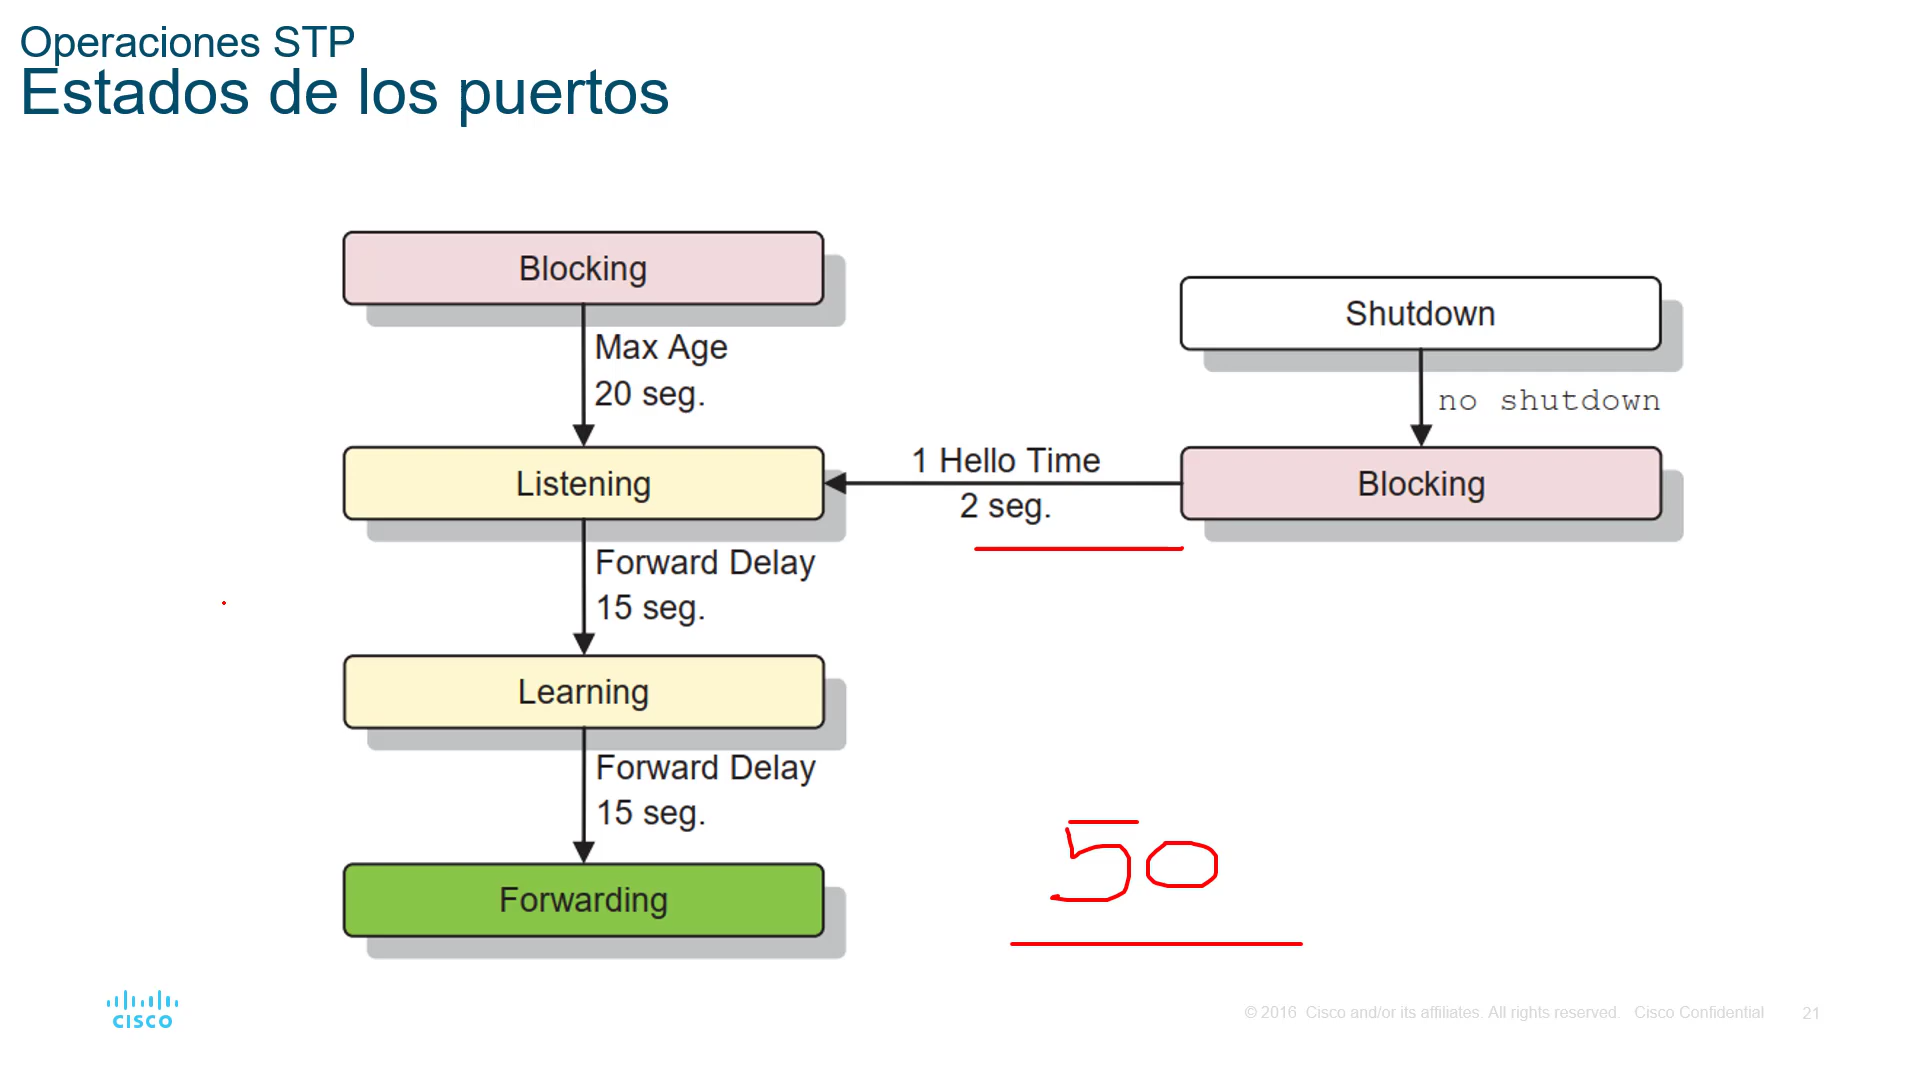 Operaciones STP
Estados de los puertos
Blocking
Max Age
20 seg.
Listening
Forward Delay
15 seg.
Learning
Forward Delay
15 seg.
Forwarding
1 Hello Time
2 seg.
Shutdown
no shutdown
Blocking
50
CISCO
© 2016 Cisco and/or its affiliates. All rights reserved. Cisco Confidential 21